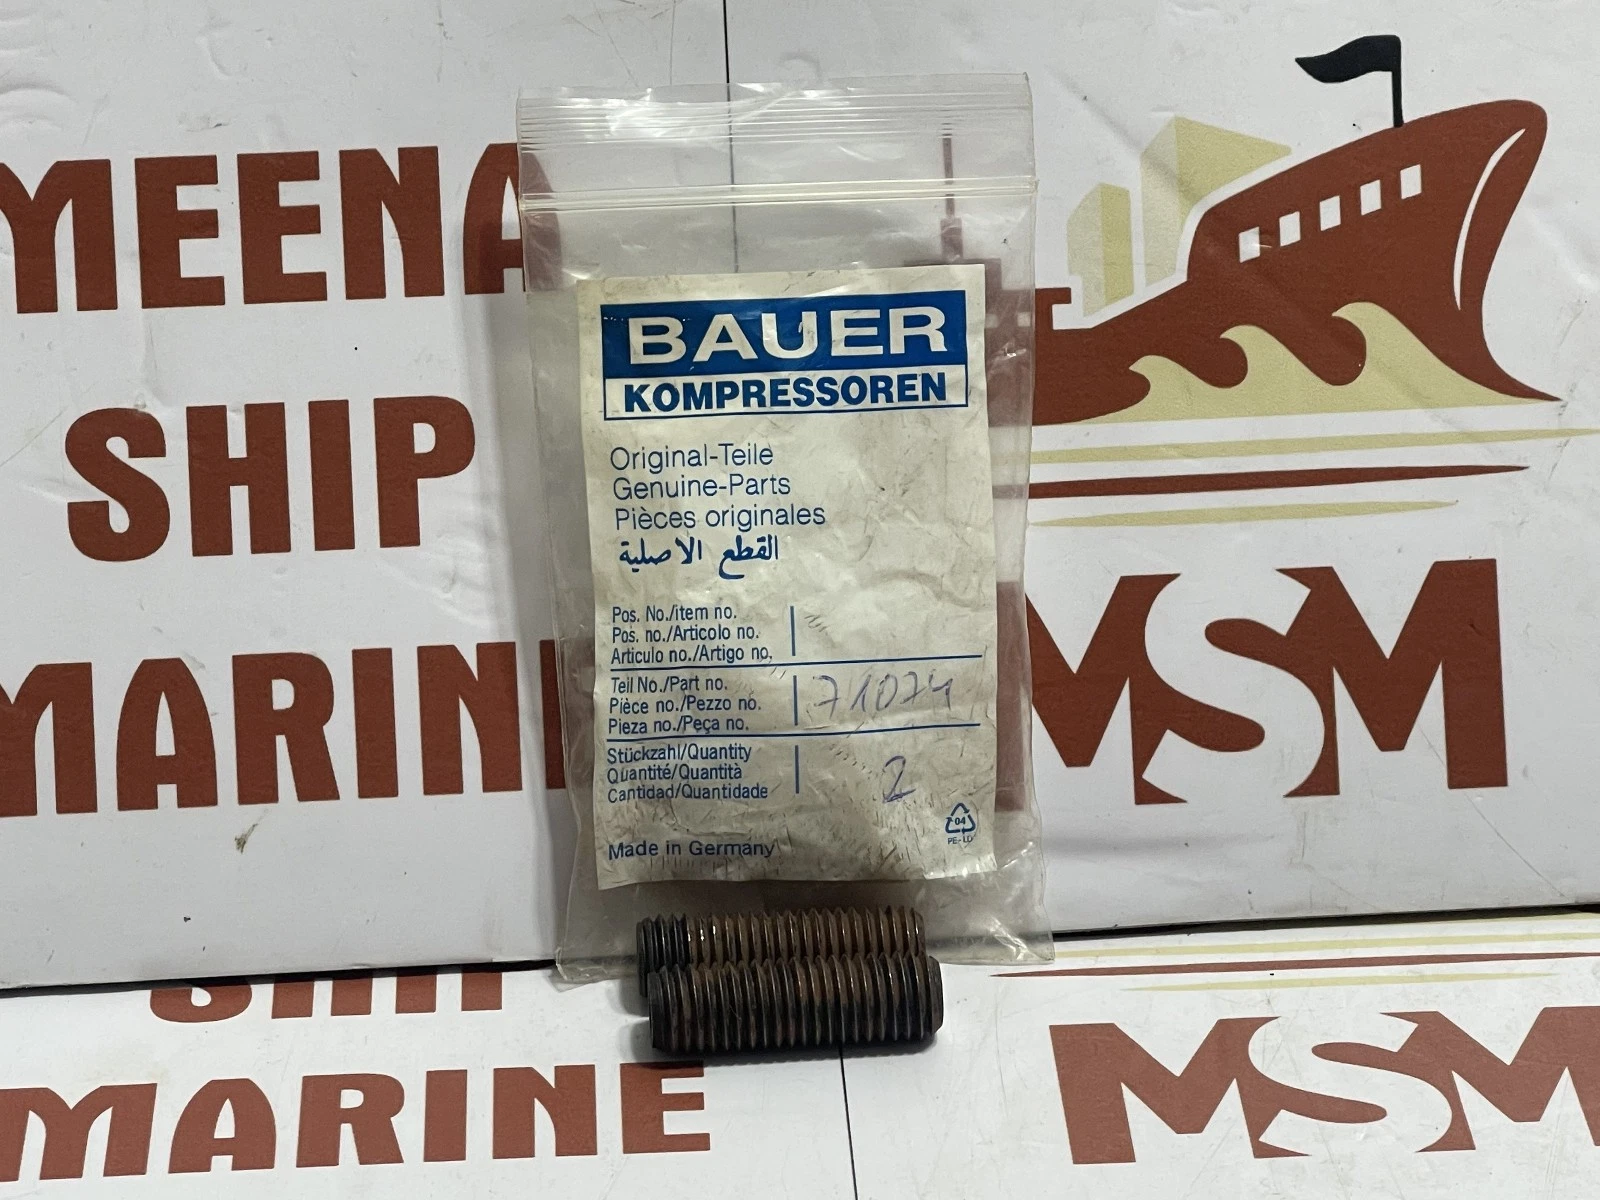 MEENA
SHIP
MARINE
MSM
BAUER
KOMPRESSOREN
Original-Teile
Genuine-Parts
Pièces originales
القطع الاصلية
Pos. No./item no.
Pos. no./Articolo no.
Articulo no./Artigo no.
Teil No./Part no.
Pièce no./Pezzo no.
Pieza no./Peça no.
71074
Stückzahl/Quantity
Quantité/Quantità
Cantidad/Quantidade
2
Made in Germany
04
PE-LD
SHIP
MARINE
MSM